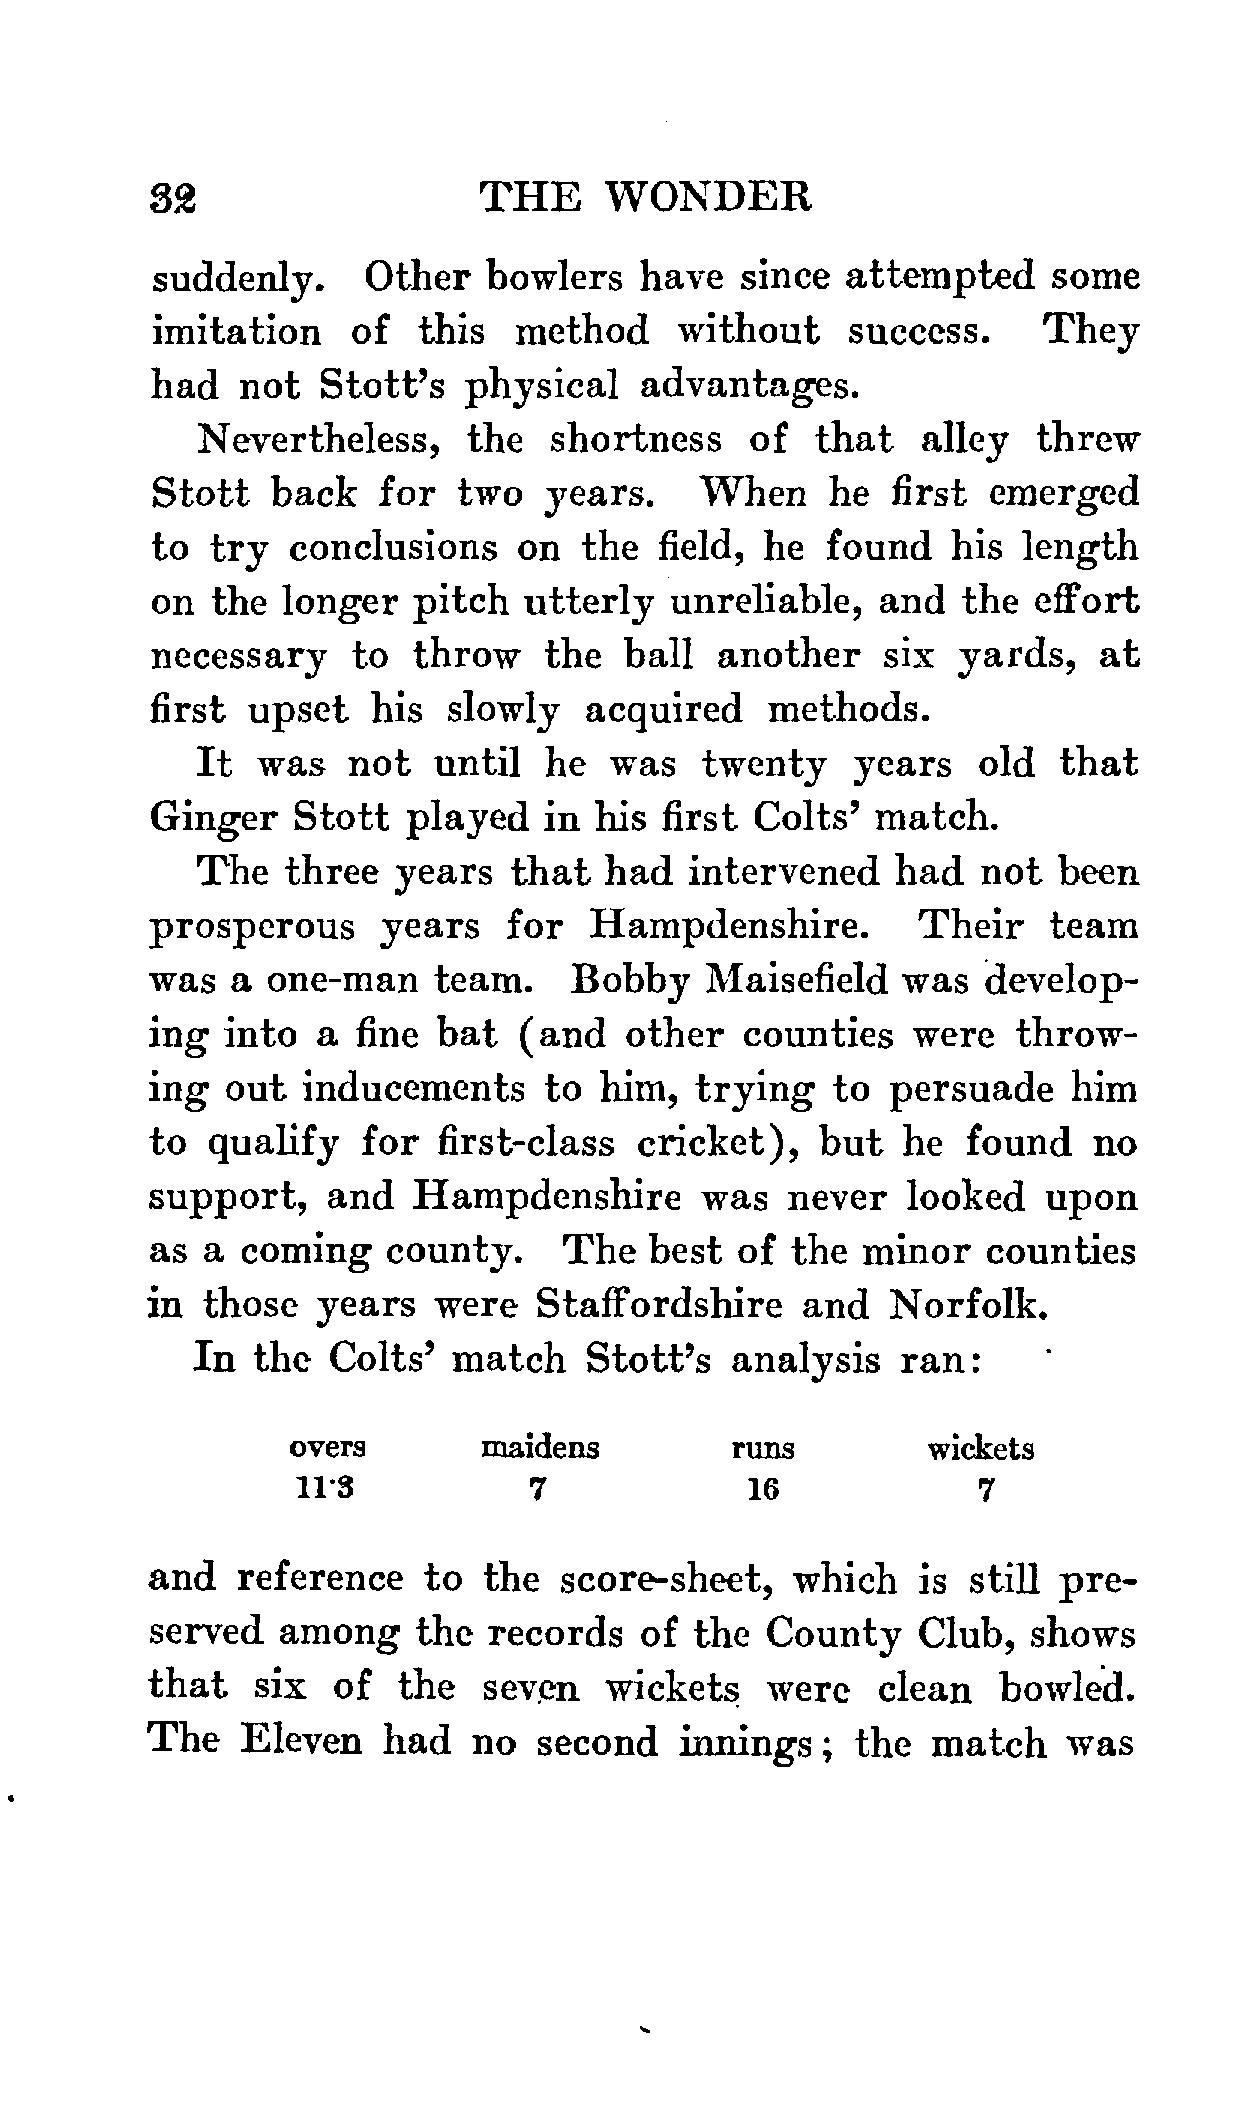 32 THE WONDER
suddenly. Other bowlers have since attempted some
imitation of this method without success. They
had not Stott's physical advantages.
Nevertheless, the shortness of that alley threw
Stott back for two years. When he first emerged
to try conclusions on the field, he found his length
on the longer pitch utterly unreliable, and the effort
necessary to throw the ball another six yards, at
first upset his slowly acquired methods.
It was not until he was twenty years old that
Ginger Stott played in his first Colts' match.
The three years that had intervened had not been
prosperous years for Hampdenshire. Their team
was a one-man team. Bobby Maisefield was develop-
ing into a fine bat (and other counties were throw-
ing out inducements to him, trying to persuade him
to qualify for first-class cricket), but he found no
support, and Hampdenshire was never looked upon
as a coming county. The best of the minor counties
in those years were Staffordshire and Norfolk.
In the Colts' match Stott's analysis ran:
overs maidens runs wickets
11·3 7 16 7
and reference to the score-sheet, which is still pre-
served among the records of the County Club, shows
that six of the seven wickets were clean bowled.
The Eleven had no second innings; the match was